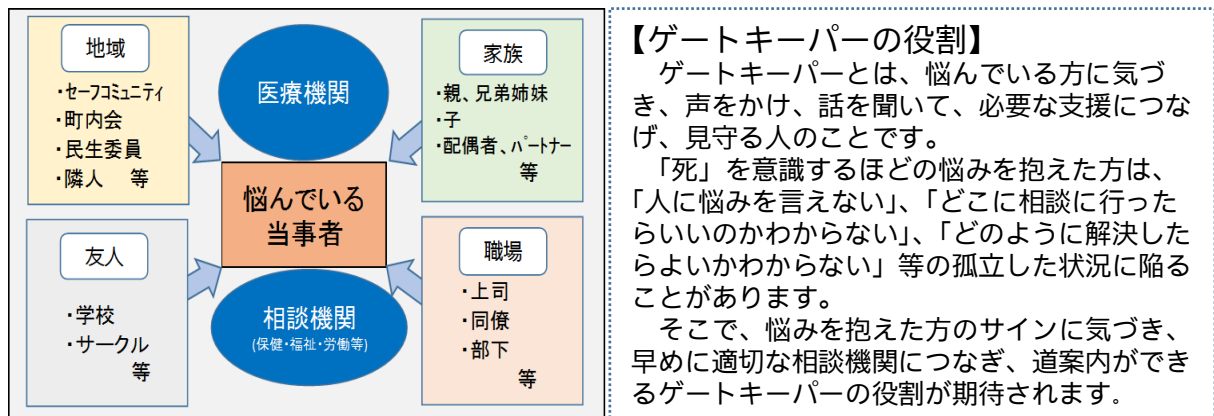 地域
・セーフコミュニティ
・町内会
・民生委員
・隣人　等
医療機関
家族
・親、兄弟姉妹
・子
・配偶者、パートナー
等
悩んでいる
当事者
友人
・学校
・サークル
等
相談機関
(保健・福祉・労働等)
職場
・上司
・同僚
・部下
等
【ゲートキーパーの役割】
　ゲートキーパーとは、悩んでいる方に気づ
き、声をかけ、話を聞いて、必要な支援につな
げ、見守る人のことです。
　「死」を意識するほどの悩みを抱えた方は、
「人に悩みを言えない」、「どこに相談に行った
らいいのかわからない」、「どのように解決した
らよいかわからない」等の孤立した状況に陥る
ことがあります。
　そこで、悩みを抱えた方のサインに気づき、
早めに適切な相談機関につなぎ、道案内ができ
るゲートキーパーの役割が期待されます.